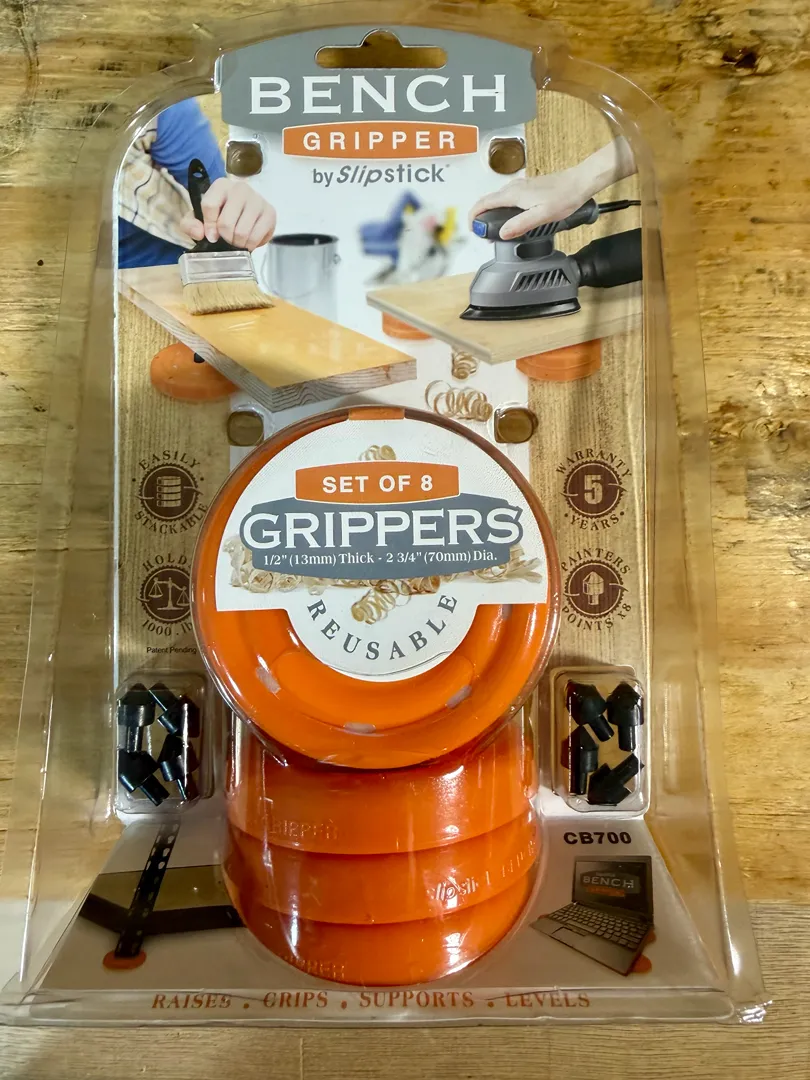 BENCH
GRIPPER
by Slipstick
EASILY
STACKABLE
WARRANTY
5
YEARS
SET OF 8
GRIPPERS
1/2" (13mm) Thick - 2 3/4" (70mm) Dia.
REUSABLE
1000
PAINTERS
POINTS X8
Patent Pending
CB700
BENCH
RAISES . GRIPS . SUPPORTS . LEVELS